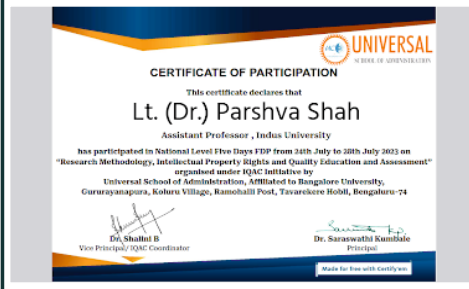 UNIVERSAL
SCHOOL OF ADMINISTRATION
CERTIFICATE OF PARTICIPATION
This certificate declares that
Lt. (Dr.) Parshva Shah
Assistant Professor , Indus University
has participated in National Level Five Days FDP from 24th July to 28th July 2023 on
"Research Methodology, Intellectual Property Rights and Quality Education and Assessment"
organised under IQAC Initiative by
Universal School of Administration, Affiliated to Bangalore University,
Gururayanapura, Koluru Village, Ramohalli Post, Tavarekere Hobli, Bengaluru-74
Dr. Shalini B
Vice Principal/ IQAC Coordinator
Dr. Saraswathi Kumbale
Principal
Made for free with Certify'em